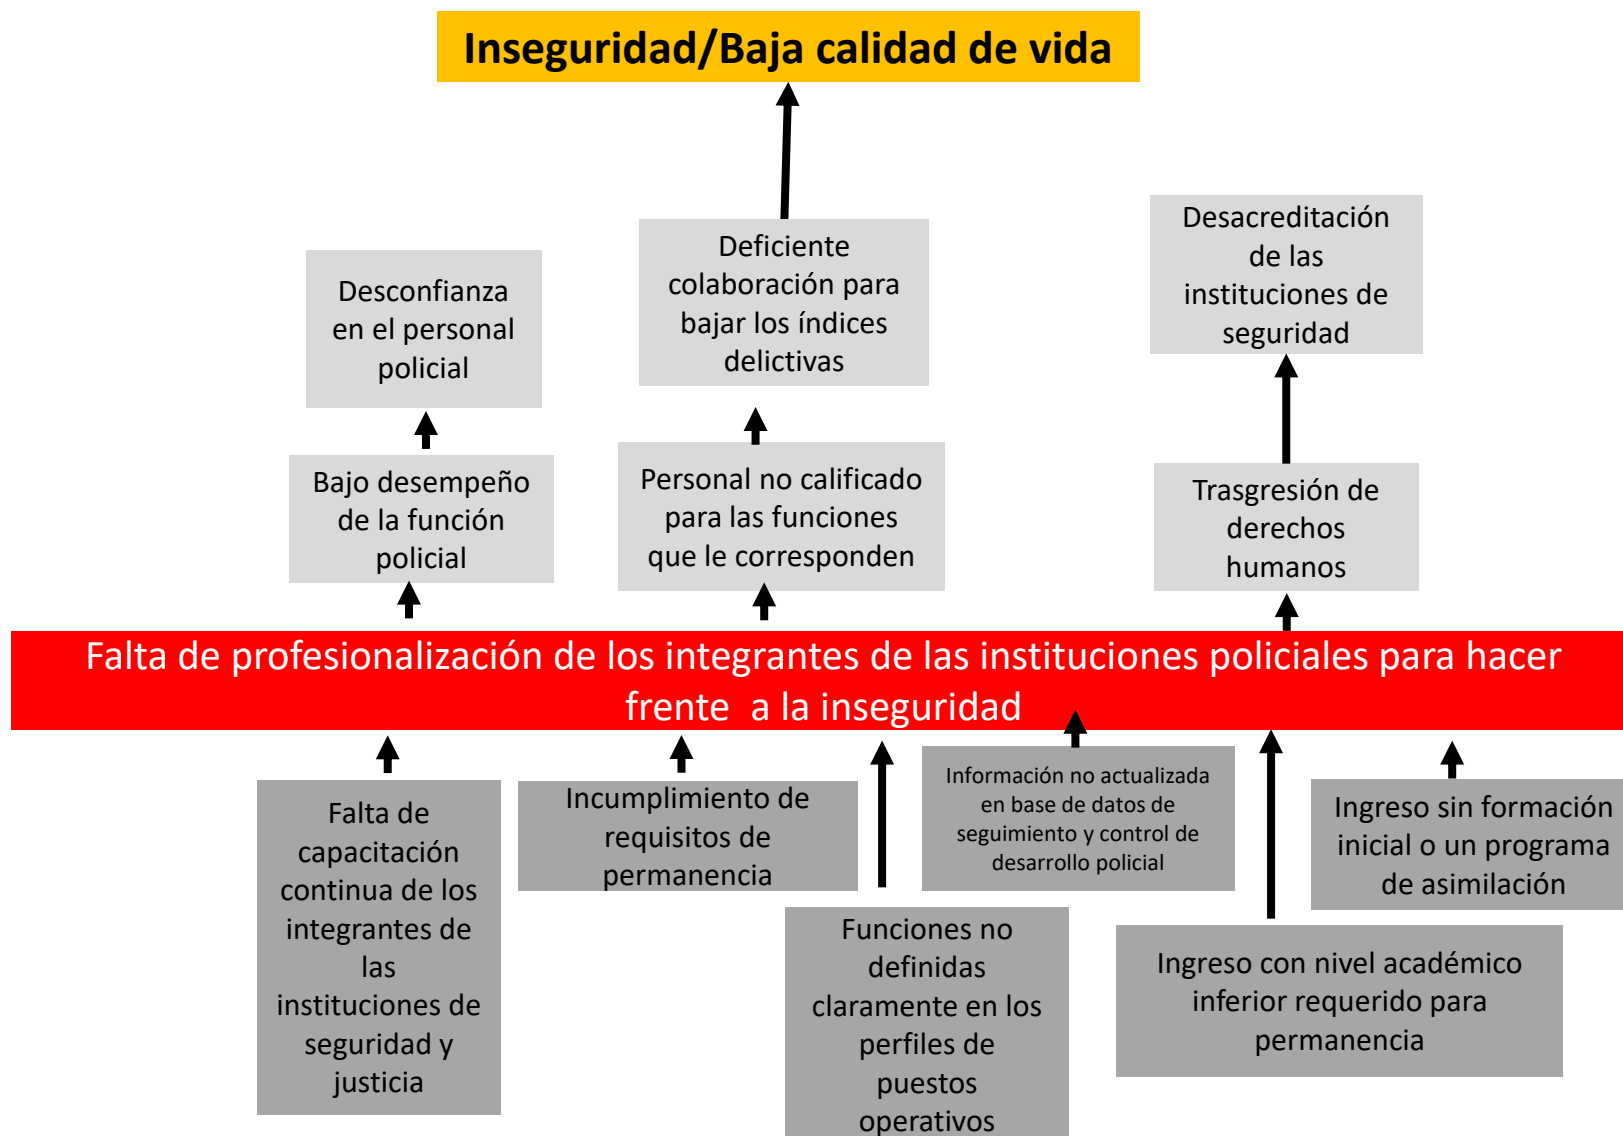 Inseguridad/Baja calidad de vida
Desconfianza
en el personal
policial
Deficiente
colaboración para
bajar los índices
delictivas
Desacreditación
de las
instituciones de
seguridad
Bajo desempeño
de la función
policial
Personal no calificado
para las funciones
que le corresponden
Trasgresión de
derechos
humanos
Falta de profesionalización de los integrantes de las instituciones policiales para hacer
frente  a la inseguridad
Falta de
capacitación
continua de los
integrantes de
las
instituciones de
seguridad y
justicia
Incumplimiento de
requisitos de
permanencia
Funciones no
definidas
claramente en los
perfiles de
puestos
operativos
Información no actualizada
en base de datos de
seguimiento y control de
desarrollo policial
Ingreso con nivel académico
inferior requerido para
permanencia
Ingreso sin formación
inicial o un programa
de asimilación